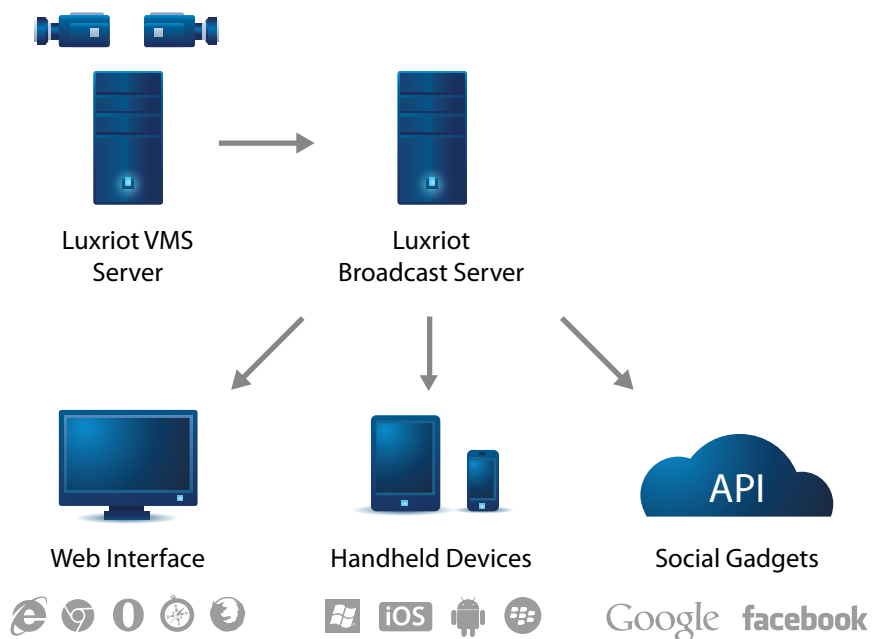 Luxriot VMS
Server
Luxriot
Broadcast Server
API
Web Interface
Handheld Devices
Social Gadgets
iOS
Google
facebook